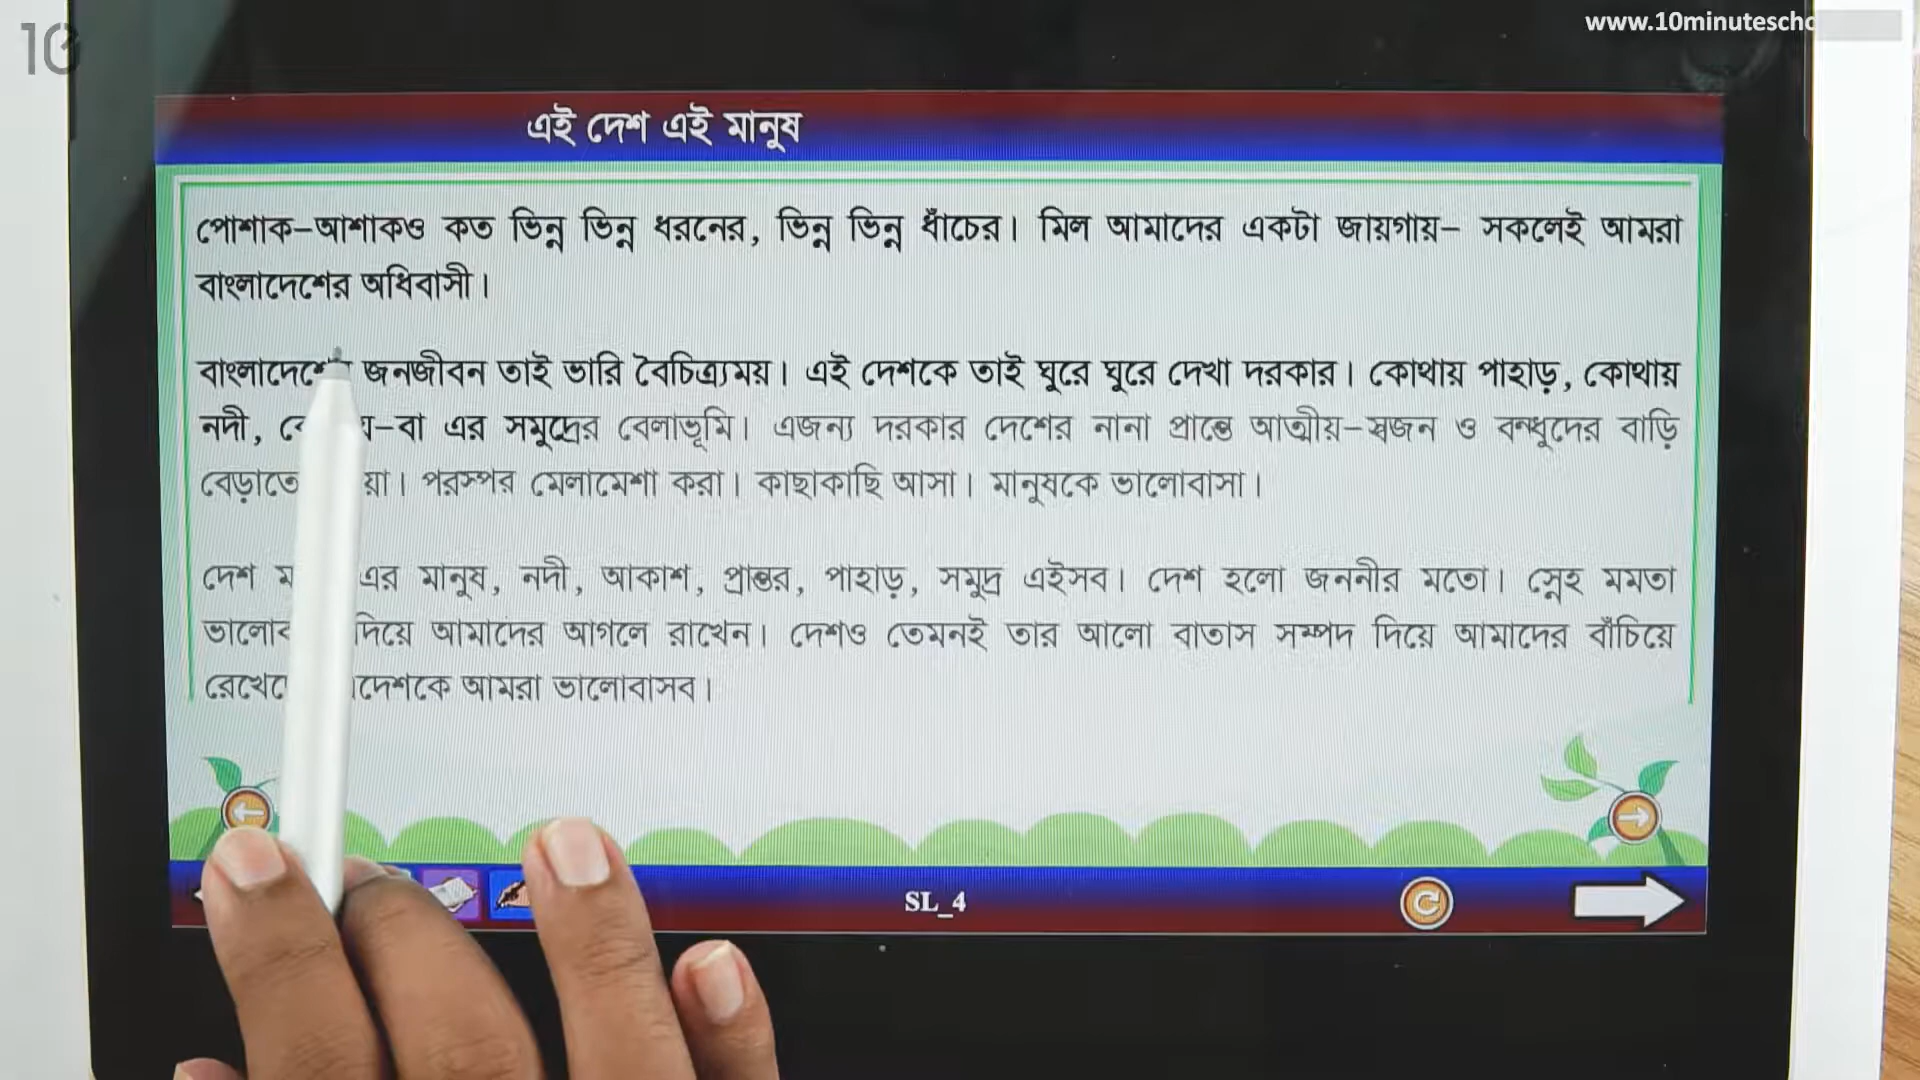 10
www.10minutescho
এই দেশ এই মানুষ
পোশাক-আশাকও কত ভিন্ন ভিন্ন ধরনের, ভিন্ন ভিন্ন ধাঁচের। মিল আমাদের একটা জায়গায়– সকলেই আমরা
বাংলাদেশের অধিবাসী।
জনজীবন তাই ভারি বৈচিত্র্যময়। এই দেশকে তাই ঘুরে ঘুরে দেখা দরকার। কোথায় পাহাড়, কোথায়
নদী, -বা এর সমুদ্রের বেলাভূমি। এজন্য দরকার দেশের নানা প্রান্তে আত্মীয়-স্বজন ও বন্ধুদের বাড়ি
বেড়াতে পরস্পর মেলামেশা করা। কাছাকাছি আসা। মানুষকে ভালোবাসা।
দেশ এর মানুষ, নদী, আকাশ, প্রান্তর, পাহাড়, সমুদ্র এইসব। দেশ হলো জননীর মতো। স্নেহ মমতা
দিয়ে আমাদের আগলে রাখেন। দেশও তেমনই তার আলো বাতাস সম্পদ দিয়ে আমাদের বাঁচিয়ে
আমরা ভালোবাসব।
SL_4